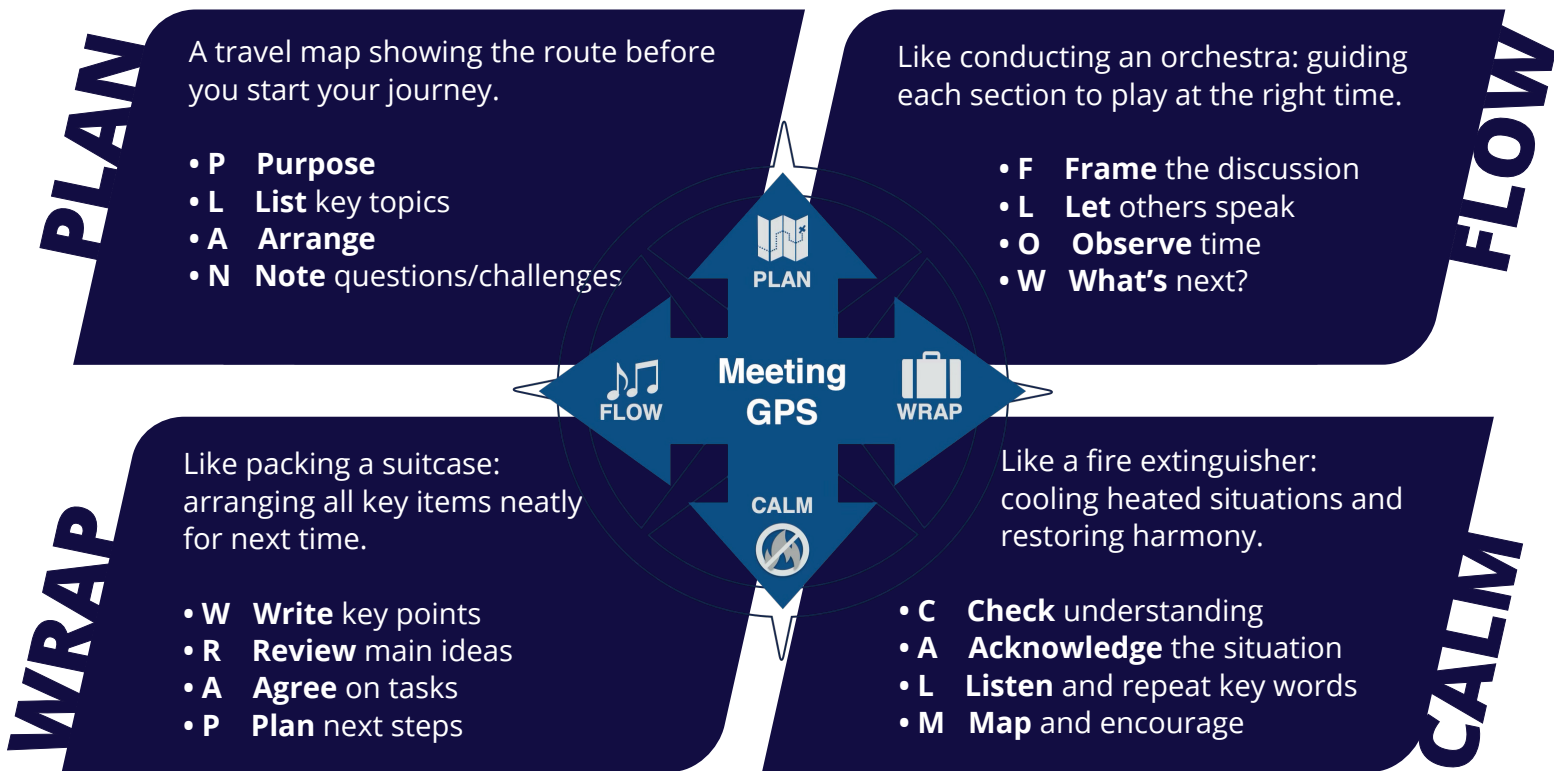 PLAN
A travel map showing the route before
you start your journey.
• P Purpose
• L List key topics
• A Arrange
• N Note questions/challenges
FLOW
Like conducting an orchestra: guiding
each section to play at the right time.
• F Frame the discussion
• L Let others speak
• O Observe time
• W What’s next?
PLAN
FLOW
Meeting
GPS
WRAP
CALM
WRAP
Like packing a suitcase:
arranging all key items neatly
for next time.
• W Write key points
• R Review main ideas
• A Agree on tasks
• P Plan next steps
CALM
Like a fire extinguisher:
cooling heated situations and
restoring harmony.
• C Check understanding
• A Acknowledge the situation
• L Listen and repeat key words
• M Map and encourage